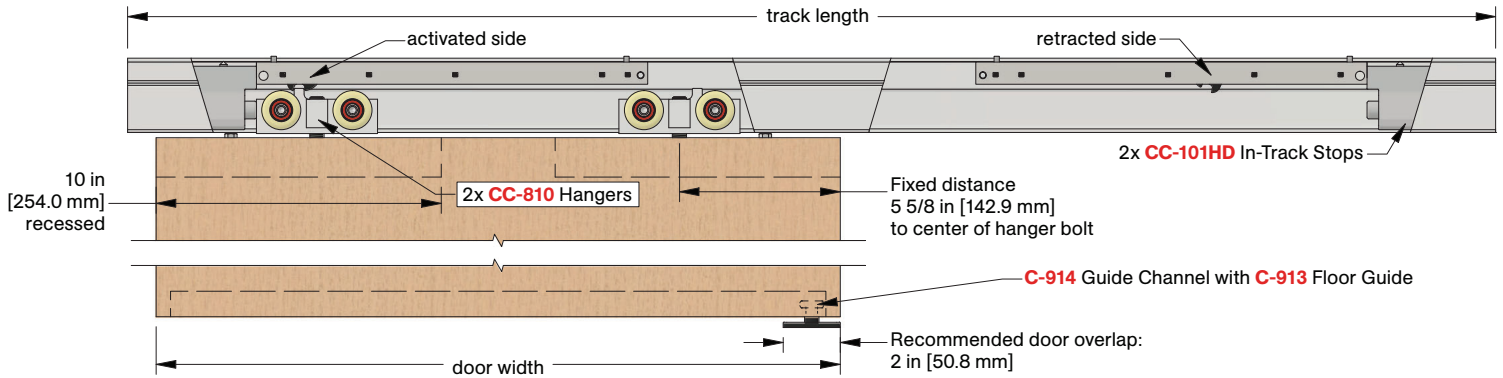 track length
activated side
retracted side
2x CC-101HD In-Track Stops
10 in
[254.0 mm]
recessed
2x CC-810 Hangers
Fixed distance
5 5/8 in [142.9 mm]
to center of hanger bolt
C-914 Guide Channel with C-913 Floor Guide
Recommended door overlap:
2 in [50.8 mm]
door width